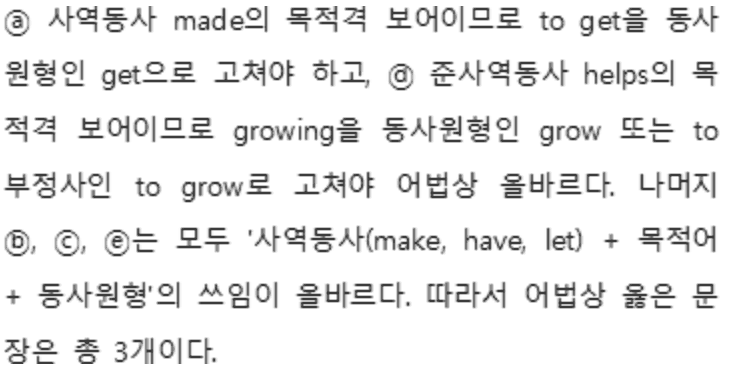 ⓐ 사역동사 made의 목적격 보어이므로 to get을 동사
원형인 get으로 고쳐야 하고, ⓓ 준사역동사 helps의 목
적격 보어이므로 growing을 동사원형인 grow 또는 to
부정사인 to grow로 고쳐야 어법상 올바르다. 나머지
ⓑ, ⓒ, ⓔ는 모두 '사역동사(make, have, let) + 목적어
+ 동사원형'의 쓰임이 올바르다. 따라서 어법상 옳은 문
장은 총 3개이다.